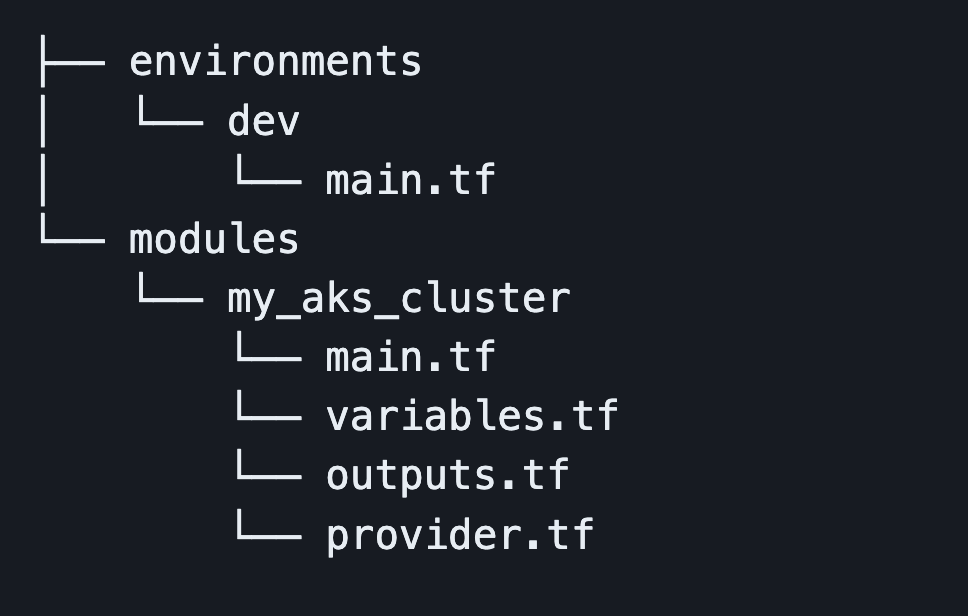 ├── environments
│   └── dev
│       └── main.tf
└── modules
    └── my_aks_cluster
        └── main.tf
        └── variables.tf
        └── outputs.tf
        └── provider.tf